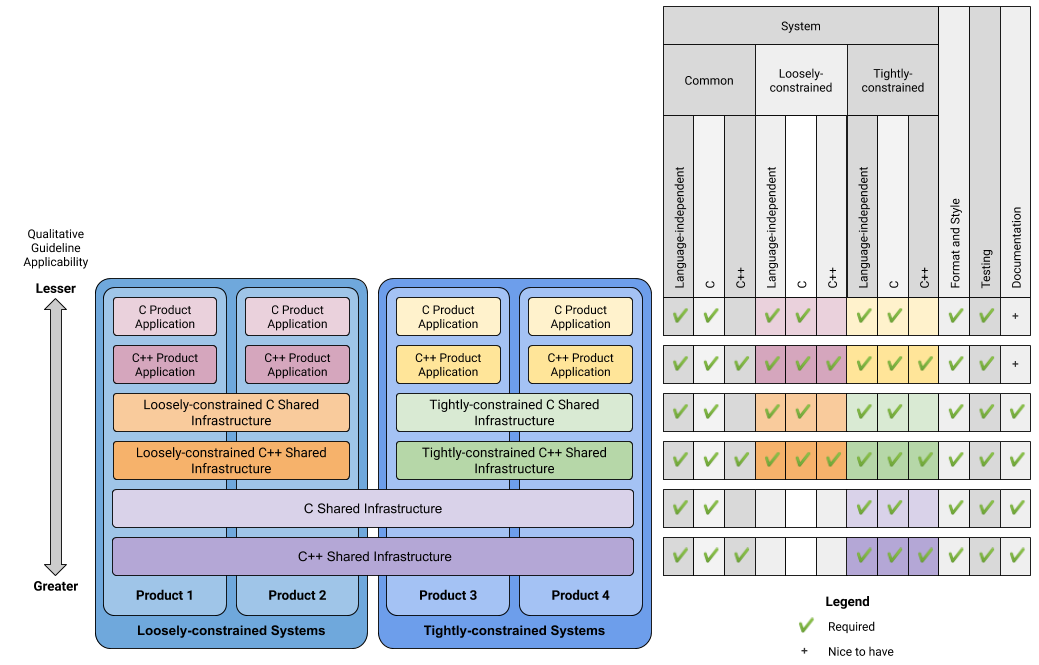 System
Common
Loosely-
constrained
Tightly-
constrained
Language-independent
C
C++
Language-independent
C
C++
Language-independent
C
C++
Format and Style
Testing
Documentation
Qualitative
Guideline
Applicability
Lesser
Greater
C Product
Application
C Product
Application
C Product
Application
C Product
Application
+
C++ Product
Application
C++ Product
Application
C++ Product
Application
C++ Product
Application
+
Loosely-constrained C Shared
Infrastructure
Tightly-constrained C Shared
Infrastructure
Loosely-constrained C++ Shared
Infrastructure
Tightly-constrained C++ Shared
Infrastructure
C Shared Infrastructure
C++ Shared Infrastructure
Product 1
Product 2
Product 3
Product 4
Loosely-constrained Systems
Tightly-constrained Systems
Legend
Required
+ Nice to have